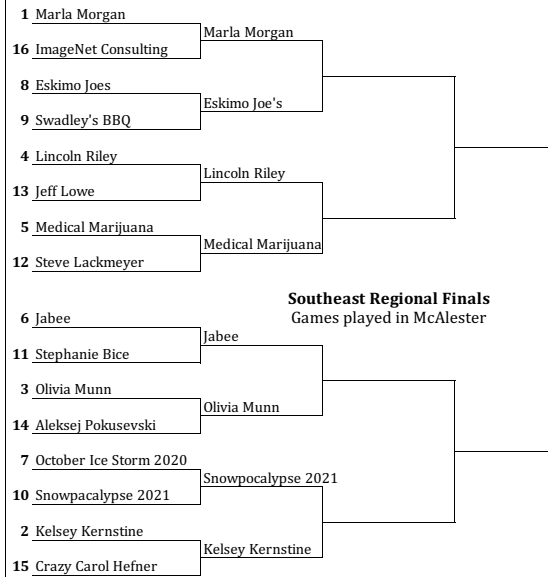 1 Marla Morgan
Marla Morgan
16 ImageNet Consulting
8 Eskimo Joes
Eskimo Joe's
9 Swadley's BBQ
4 Lincoln Riley
Lincoln Riley
13 Jeff Lowe
5 Medical Marijuana
Medical Marijuana
12 Steve Lackmeyer
Southeast Regional Finals
Games played in McAlester
6 Jabee
Jabee
11 Stephanie Bice
3 Olivia Munn
Olivia Munn
14 Aleksej Pokusevski
7 October Ice Storm 2020
Snowpocalypse 2021
10 Snowpacalypse 2021
2 Kelsey Kernstine
Kelsey Kernstine
15 Crazy Carol Hefner